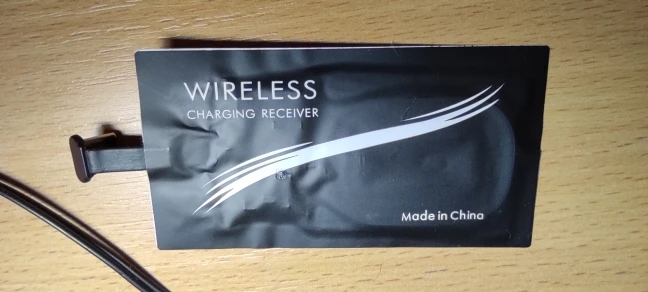 WIRELESS
CHARGING RECEIVER
Made in China